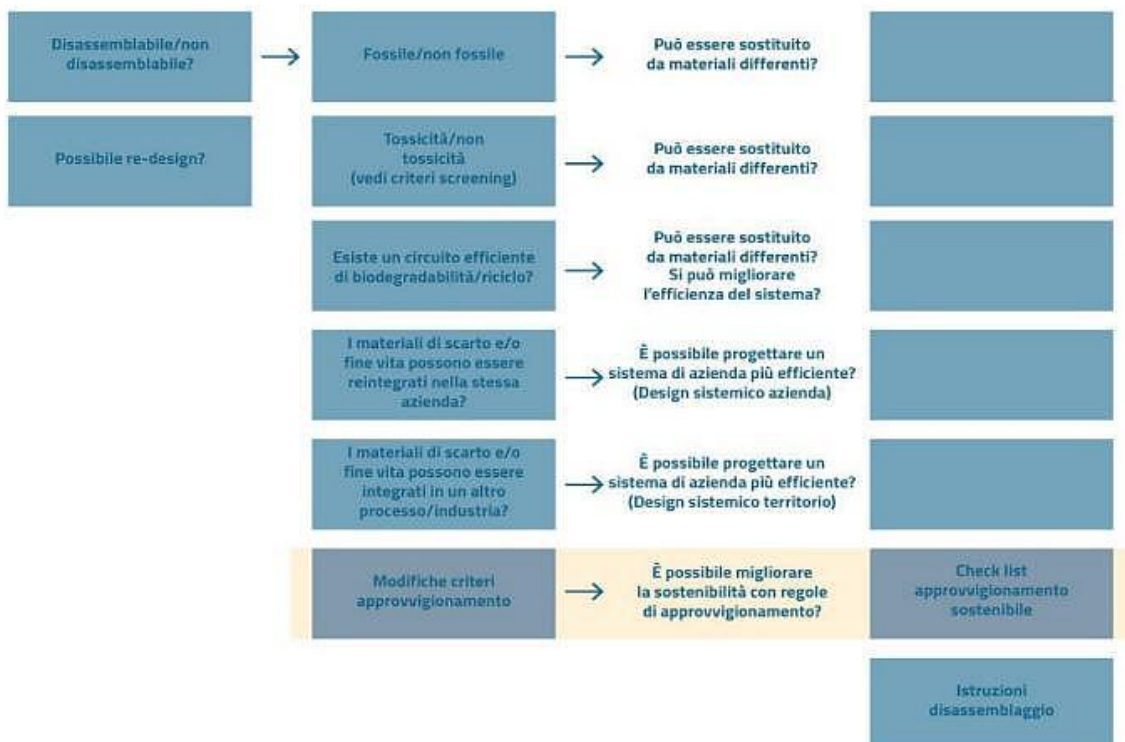 Disassemblabile/non
disassemblabile?
Fossile/non fossile
Può essere sostituito
da materiali differenti?
Possibile re-design?
Tossicità/non
tossicità
(vedi criteri screening)
Può essere sostituito
da materiali differenti?
Esiste un circuito efficiente
di biodegradabilità/riciclo?
Può essere sostituito
da materiali differenti?
Si può migliorare
l'efficienza del sistema?
I materiali di scarto e/o
fine vita possono essere
reintegrati nella stessa
azienda?
È possibile progettare un
sistema di azienda più efficiente?
(Design sistemico azienda)
I materiali di scarto e/o
fine vita possono essere
integrati in un altro
processo/industria?
È possibile progettare un
sistema di azienda più efficiente?
(Design sistemico territorio)
Modifiche criteri
approvvigionamento
È possibile migliorare
la sostenibilità con regole
di approvvigionamento?
Check list
approvvigionamento
sostenibile
Istruzioni
disassemblaggio